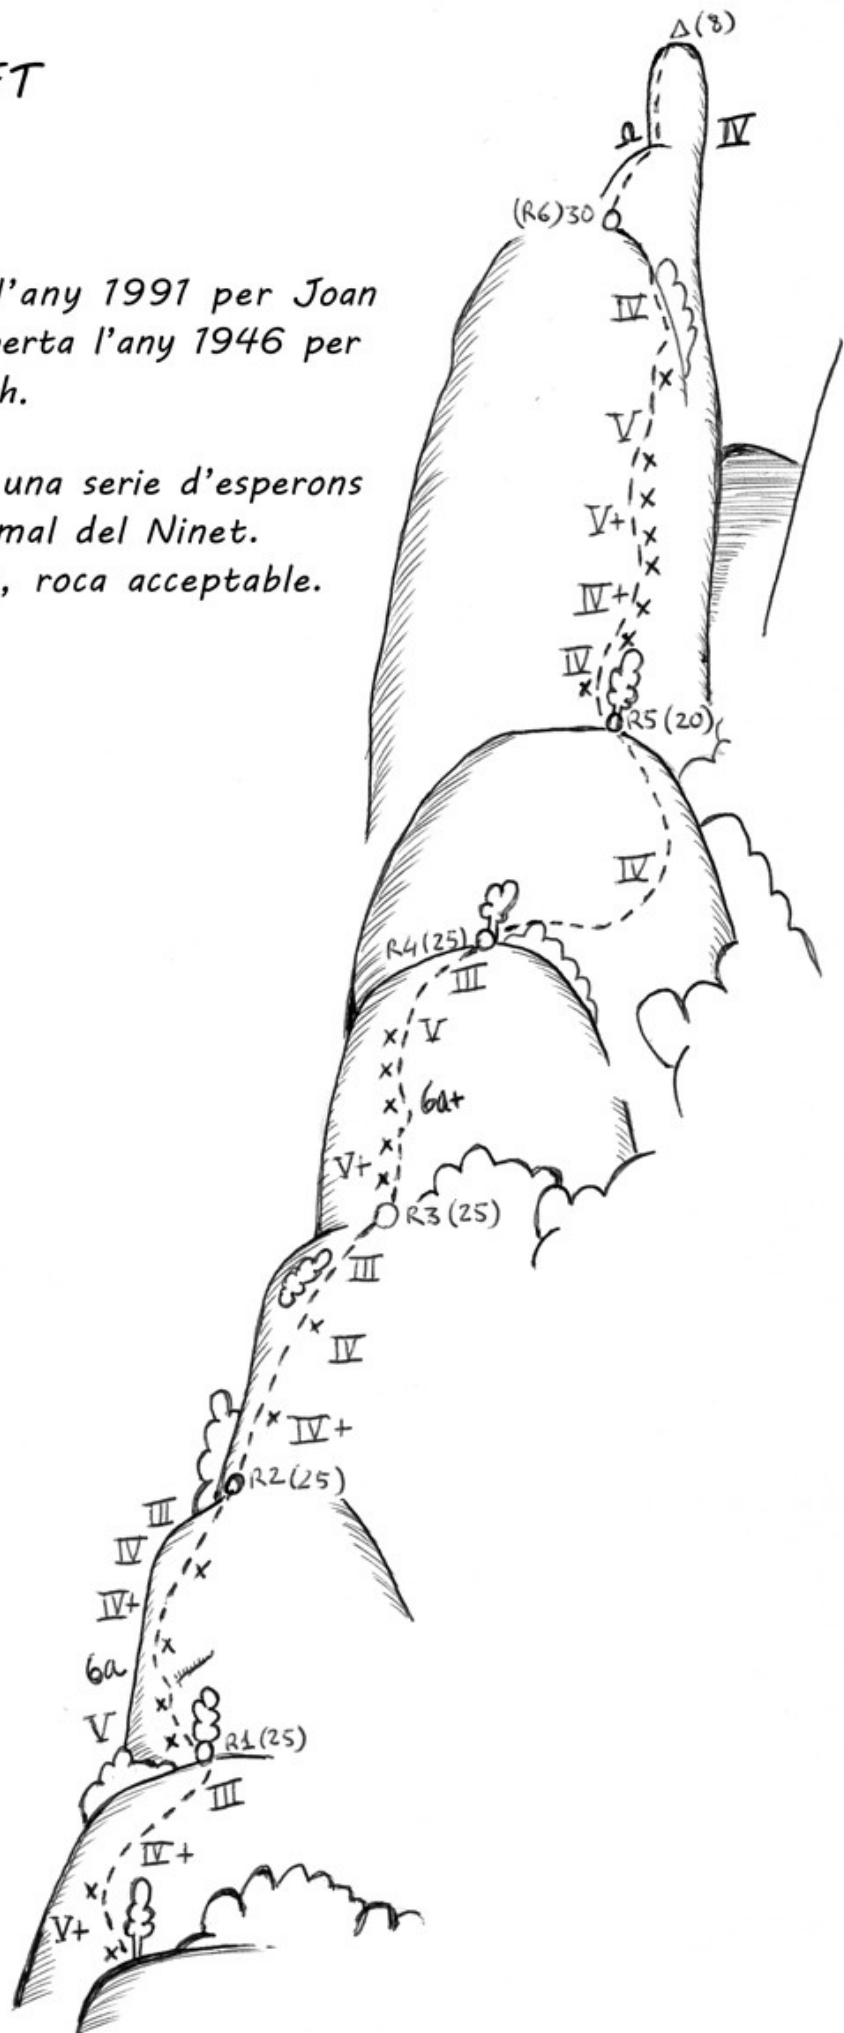 ET
Δ(8)
IV
(R6)30
l'any 1991 per Joan
IV
erta l'any 1946 per
h.
V
una serie d'esperons
V+
mal del Ninet.
, roca acceptable.
IV+
IV
R5(20)
IV
R4(25)
III
V
6a+
V+
R3(25)
III
IV
IV+
R2(25)
III
IV
IV+
6a
V
R1(25)
III
IV+
V+